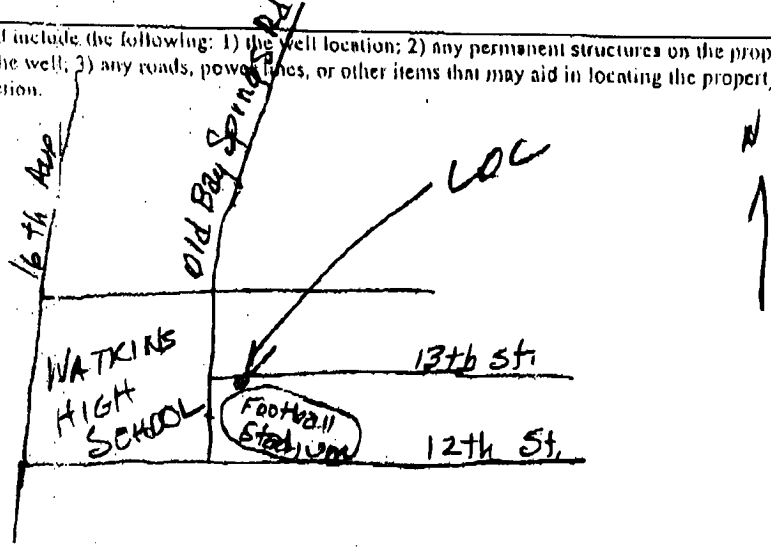 include the following: 1) the well location; 2) any permanent structures on the prop
he well; 3) any roads, power lines, or other items that may aid in locating the property,
tion.
N
Old Bay Springs Rd
16th Ave
LOC
WATKINS
HIGH
SCHOOL
13th St.
Football
Stadium
12th St.